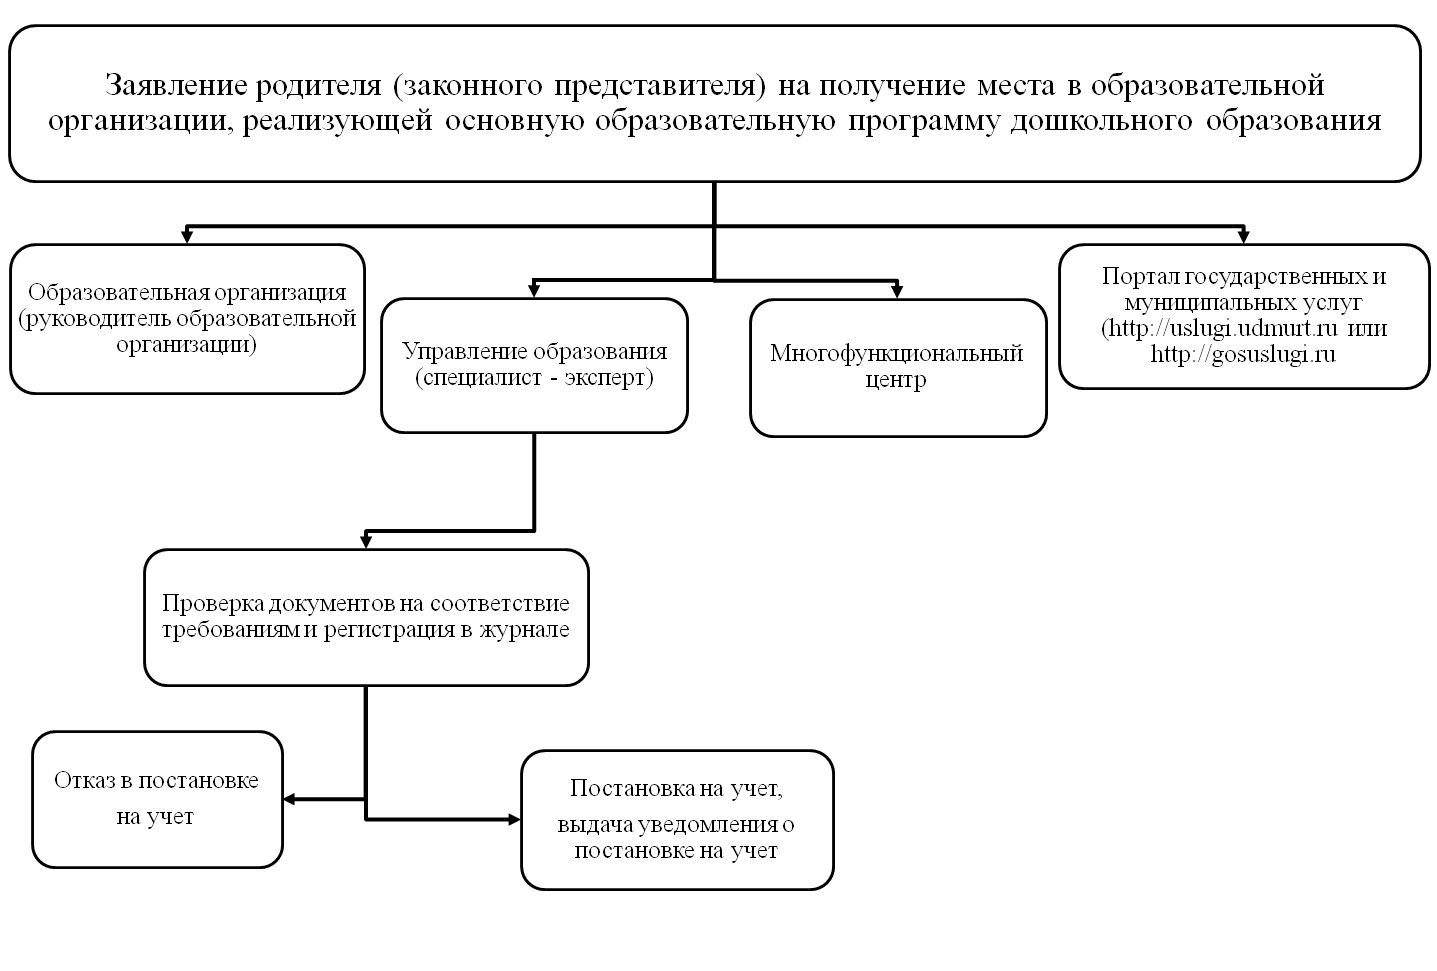 Заявление родителя (законного представителя) на получение места в образовательной
организации, реализующей основную образовательную программу дошкольного образования
Образовательная организация
(руководитель образовательной
организации)
Управление образования
(специалист - эксперт)
Многофункциональный
центр
Портал государственных и
муниципальных услуг
(http://uslugi.udmurt.ru или
http://gosuslugi.ru
Проверка документов на соответствие
требованиям и регистрация в журнале
Отказ в постановке
на учет
Постановка на учет,
выдача уведомления о
постановке на учет